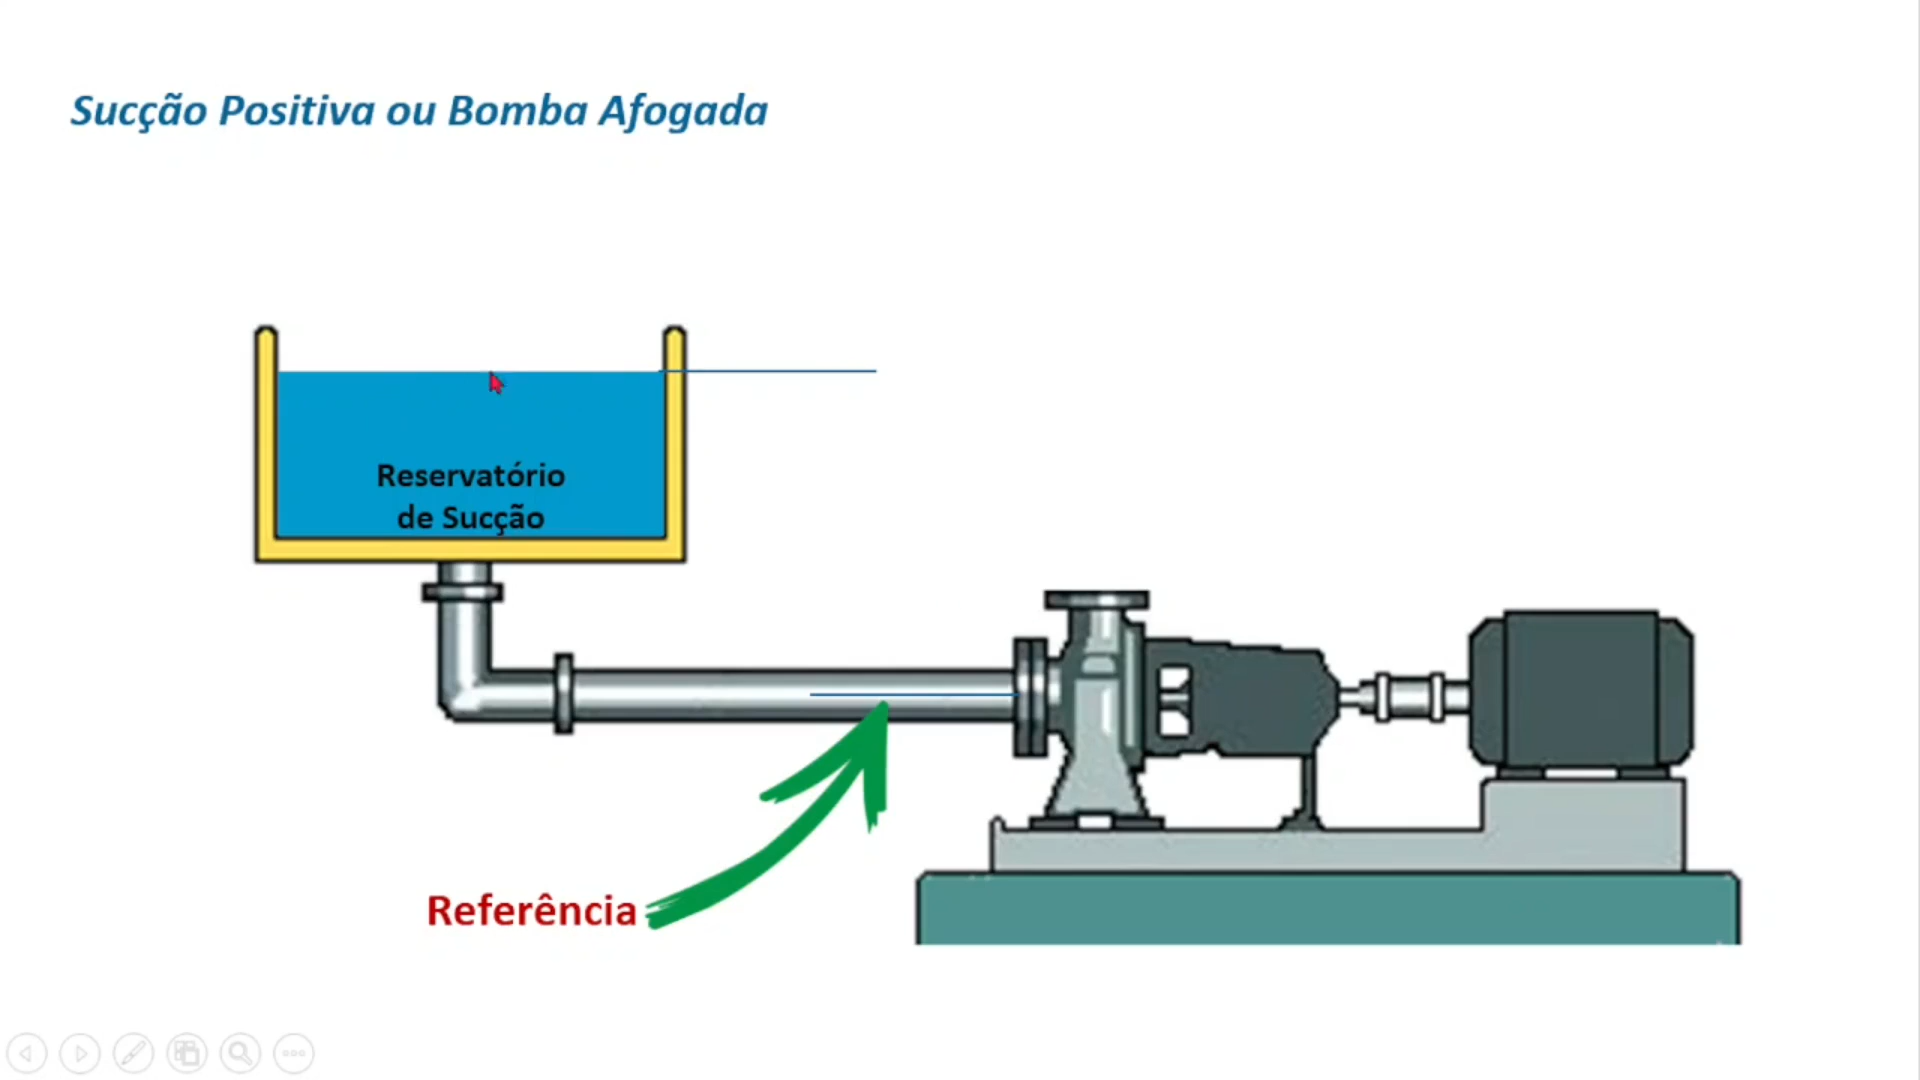 Sucção Positiva ou Bomba Afogada
Reservatório
de Sucção
Referência